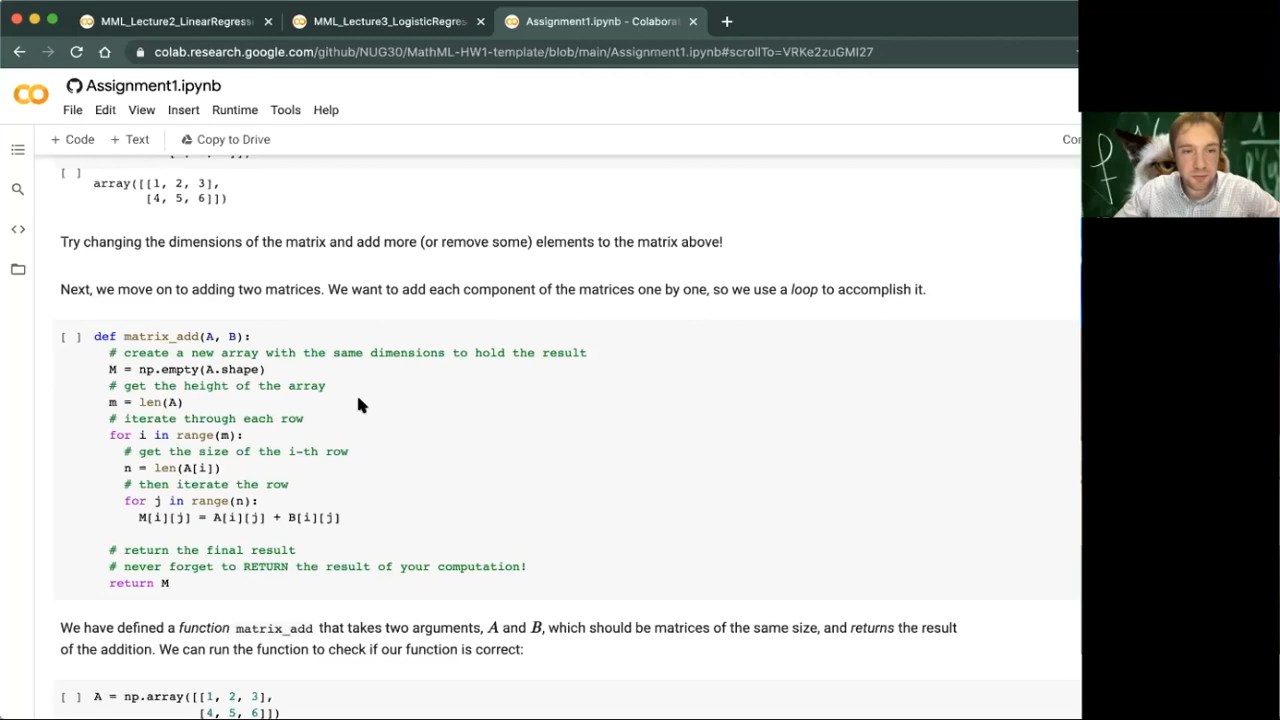 MML_Lecture2_LinearRegressi
MML_Lecture3_LogisticRegres
Assignment1.ipynb - Colabora
colab.research.google.com/github/NUG30/MathML-HW1-template/blob/main/Assignment1.ipynb#scrollTo=VRKe2zuGMI27
Assignment1.ipynb
File Edit View Insert Runtime Tools Help
+ Code + Text Copy to Drive
[ ] array([[1, 2, 3],
[4, 5, 6]])
Try changing the dimensions of the matrix and add more (or remove some) elements to the matrix above!
Next, we move on to adding two matrices. We want to add each component of the matrices one by one, so we use a loop to accomplish it.
[ ] def matrix_add(A, B):
# create a new array with the same dimensions to hold the result
M = np.empty(A.shape)
# get the height of the array
m = len(A)
# iterate through each row
for i in range(m):
# get the size of the i-th row
n = len(A[i])
# then iterate the row
for j in range(n):
M[i][j] = A[i][j] + B[i][j]
# return the final result
# never forget to RETURN the result of your computation!
return M
We have defined a function matrix_add that takes two arguments, A and B, which should be matrices of the same size, and returns the result
of the addition. We can run the function to check if our function is correct:
[ ] A = np.array([[1, 2, 3],
[4, 5, 6]])